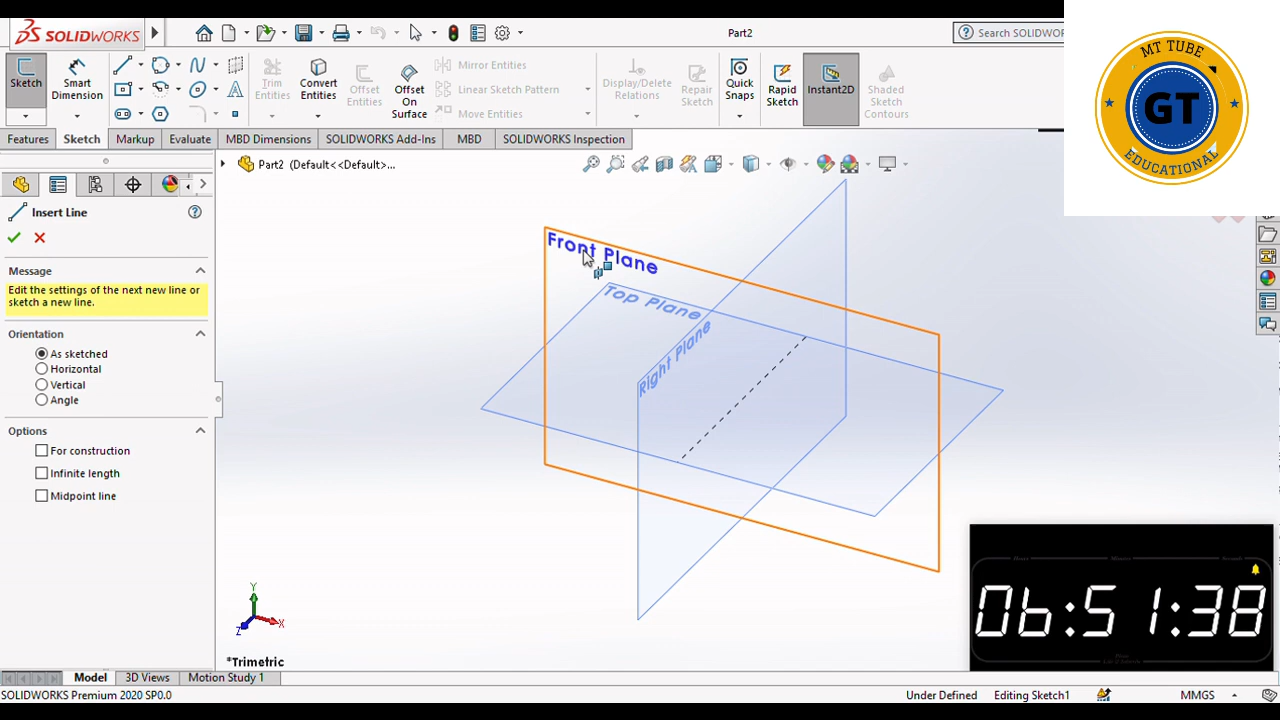 SOLIDWORKS
Part2
Search SOLIDWO
Sketch
Smart Dimension
Trim Entities
Convert Entities
Offset Entities
Offset On Surface
Mirror Entities
Linear Sketch Pattern
Move Entities
Display/Delete Relations
Repair Sketch
Quick Snaps
Rapid Sketch
Instant2D
Shaded Sketch Contours
MT TUBE
GT
EDUCATIONAL
Features
Sketch
Markup
Evaluate
MBD Dimensions
SOLIDWORKS Add-Ins
MBD
SOLIDWORKS Inspection
Part2 (Default<<Default>...
Insert Line
Message
Edit the settings of the next new line or
sketch a new line.
Orientation
As sketched
Horizontal
Vertical
Angle
Options
For construction
Infinite length
Midpoint line
Front Plane
Top Plane
Right Plane
Y
X
Z
*Trimetric
06:51:38
Model
3D Views
Motion Study 1
SOLIDWORKS Premium 2020 SP0.0
Under Defined
Editing Sketch1
MMGS